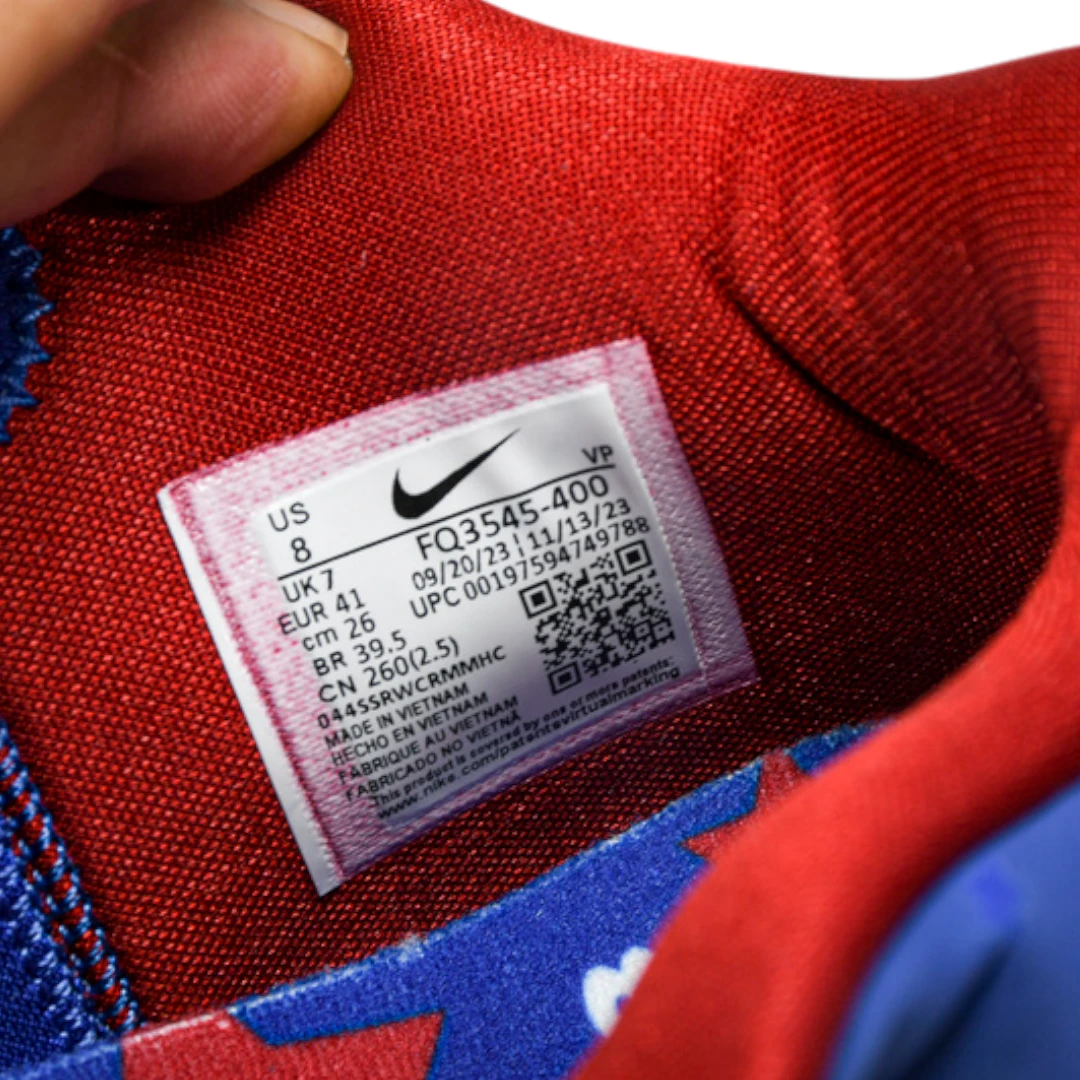 US
8
VP
FQ3545-400
09/20/23 | 11/13/23
UPC 00197594749788
UK 7
EUR 41
cm 26
BR 39.5
CN 260(2.5)
0445SRWCRMMHC
MADE IN VIETNAM
HECHO EN VIETNAM
FABRIQUE AU VIETNAM
FABRICADO NO VIETNÃ
This product is covered by one or more patents:
www.nike.com/patentsvirtualmarking